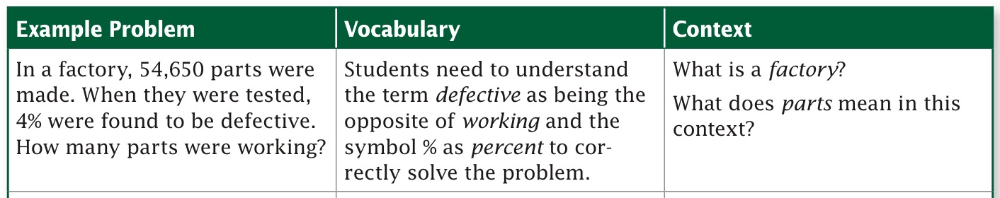 Example Problem
Vocabulary
Context
In a factory, 54,650 parts were
made. When they were tested,
4% were found to be defective.
How many parts were working?
Students need to understand
the term defective as being the
opposite of working and the
symbol % as percent to cor-
rectly solve the problem.
What is a factory?
What does parts mean in this
context?